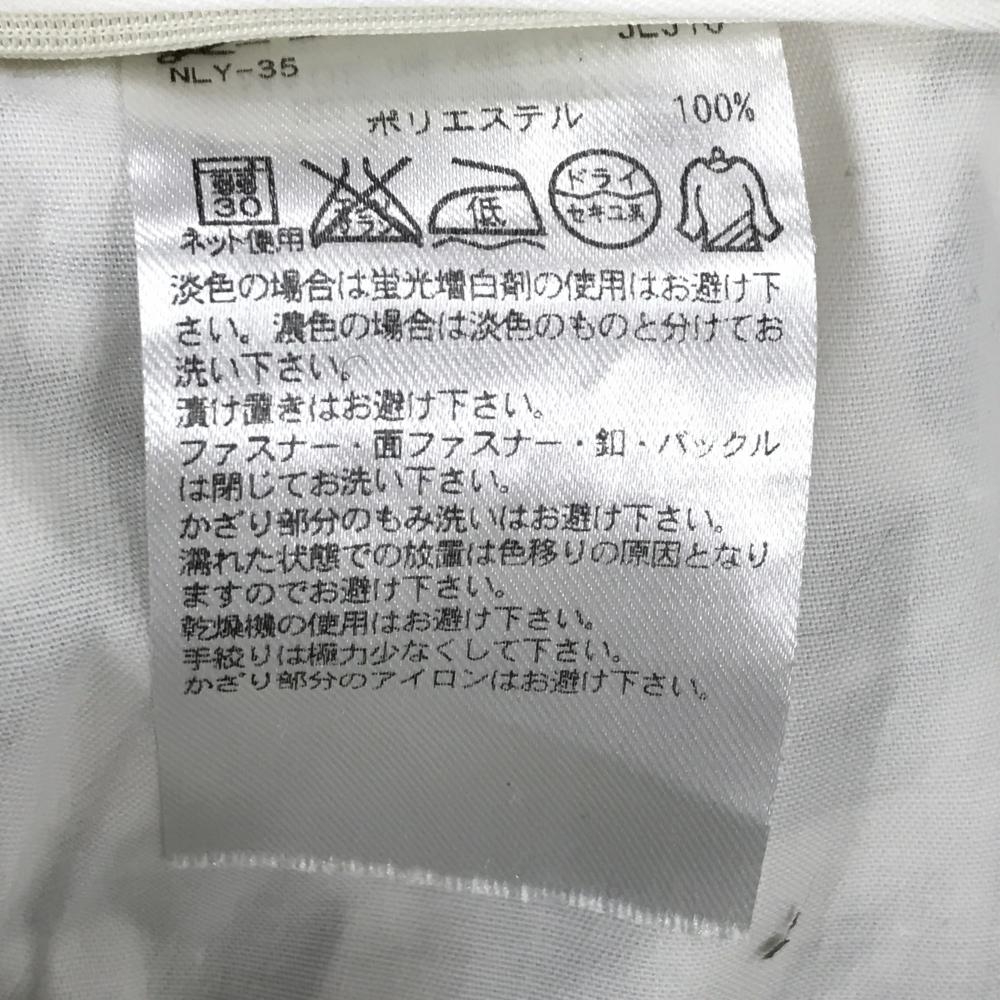 NLY-35
ポリエステル 100%
弱 30
ネット使用
低
ドライ
セキユ系
淡色の場合は蛍光増白剤の使用はお避け下
さい。濃色の場合は淡色のものと分けてお
洗い下さい。
漬け置きはお避け下さい。
ファスナー・面ファスナー・釦・バックル
は閉じてお洗い下さい。
かざり部分のもみ洗いはお避け下さい。
濡れた状態での放置は色移りの原因となり
ますのでお避け下さい。
乾燥機の使用はお避け下さい。
手絞りは極力少なくして下さい。
かざり部分のアイロンはお避け下さい。